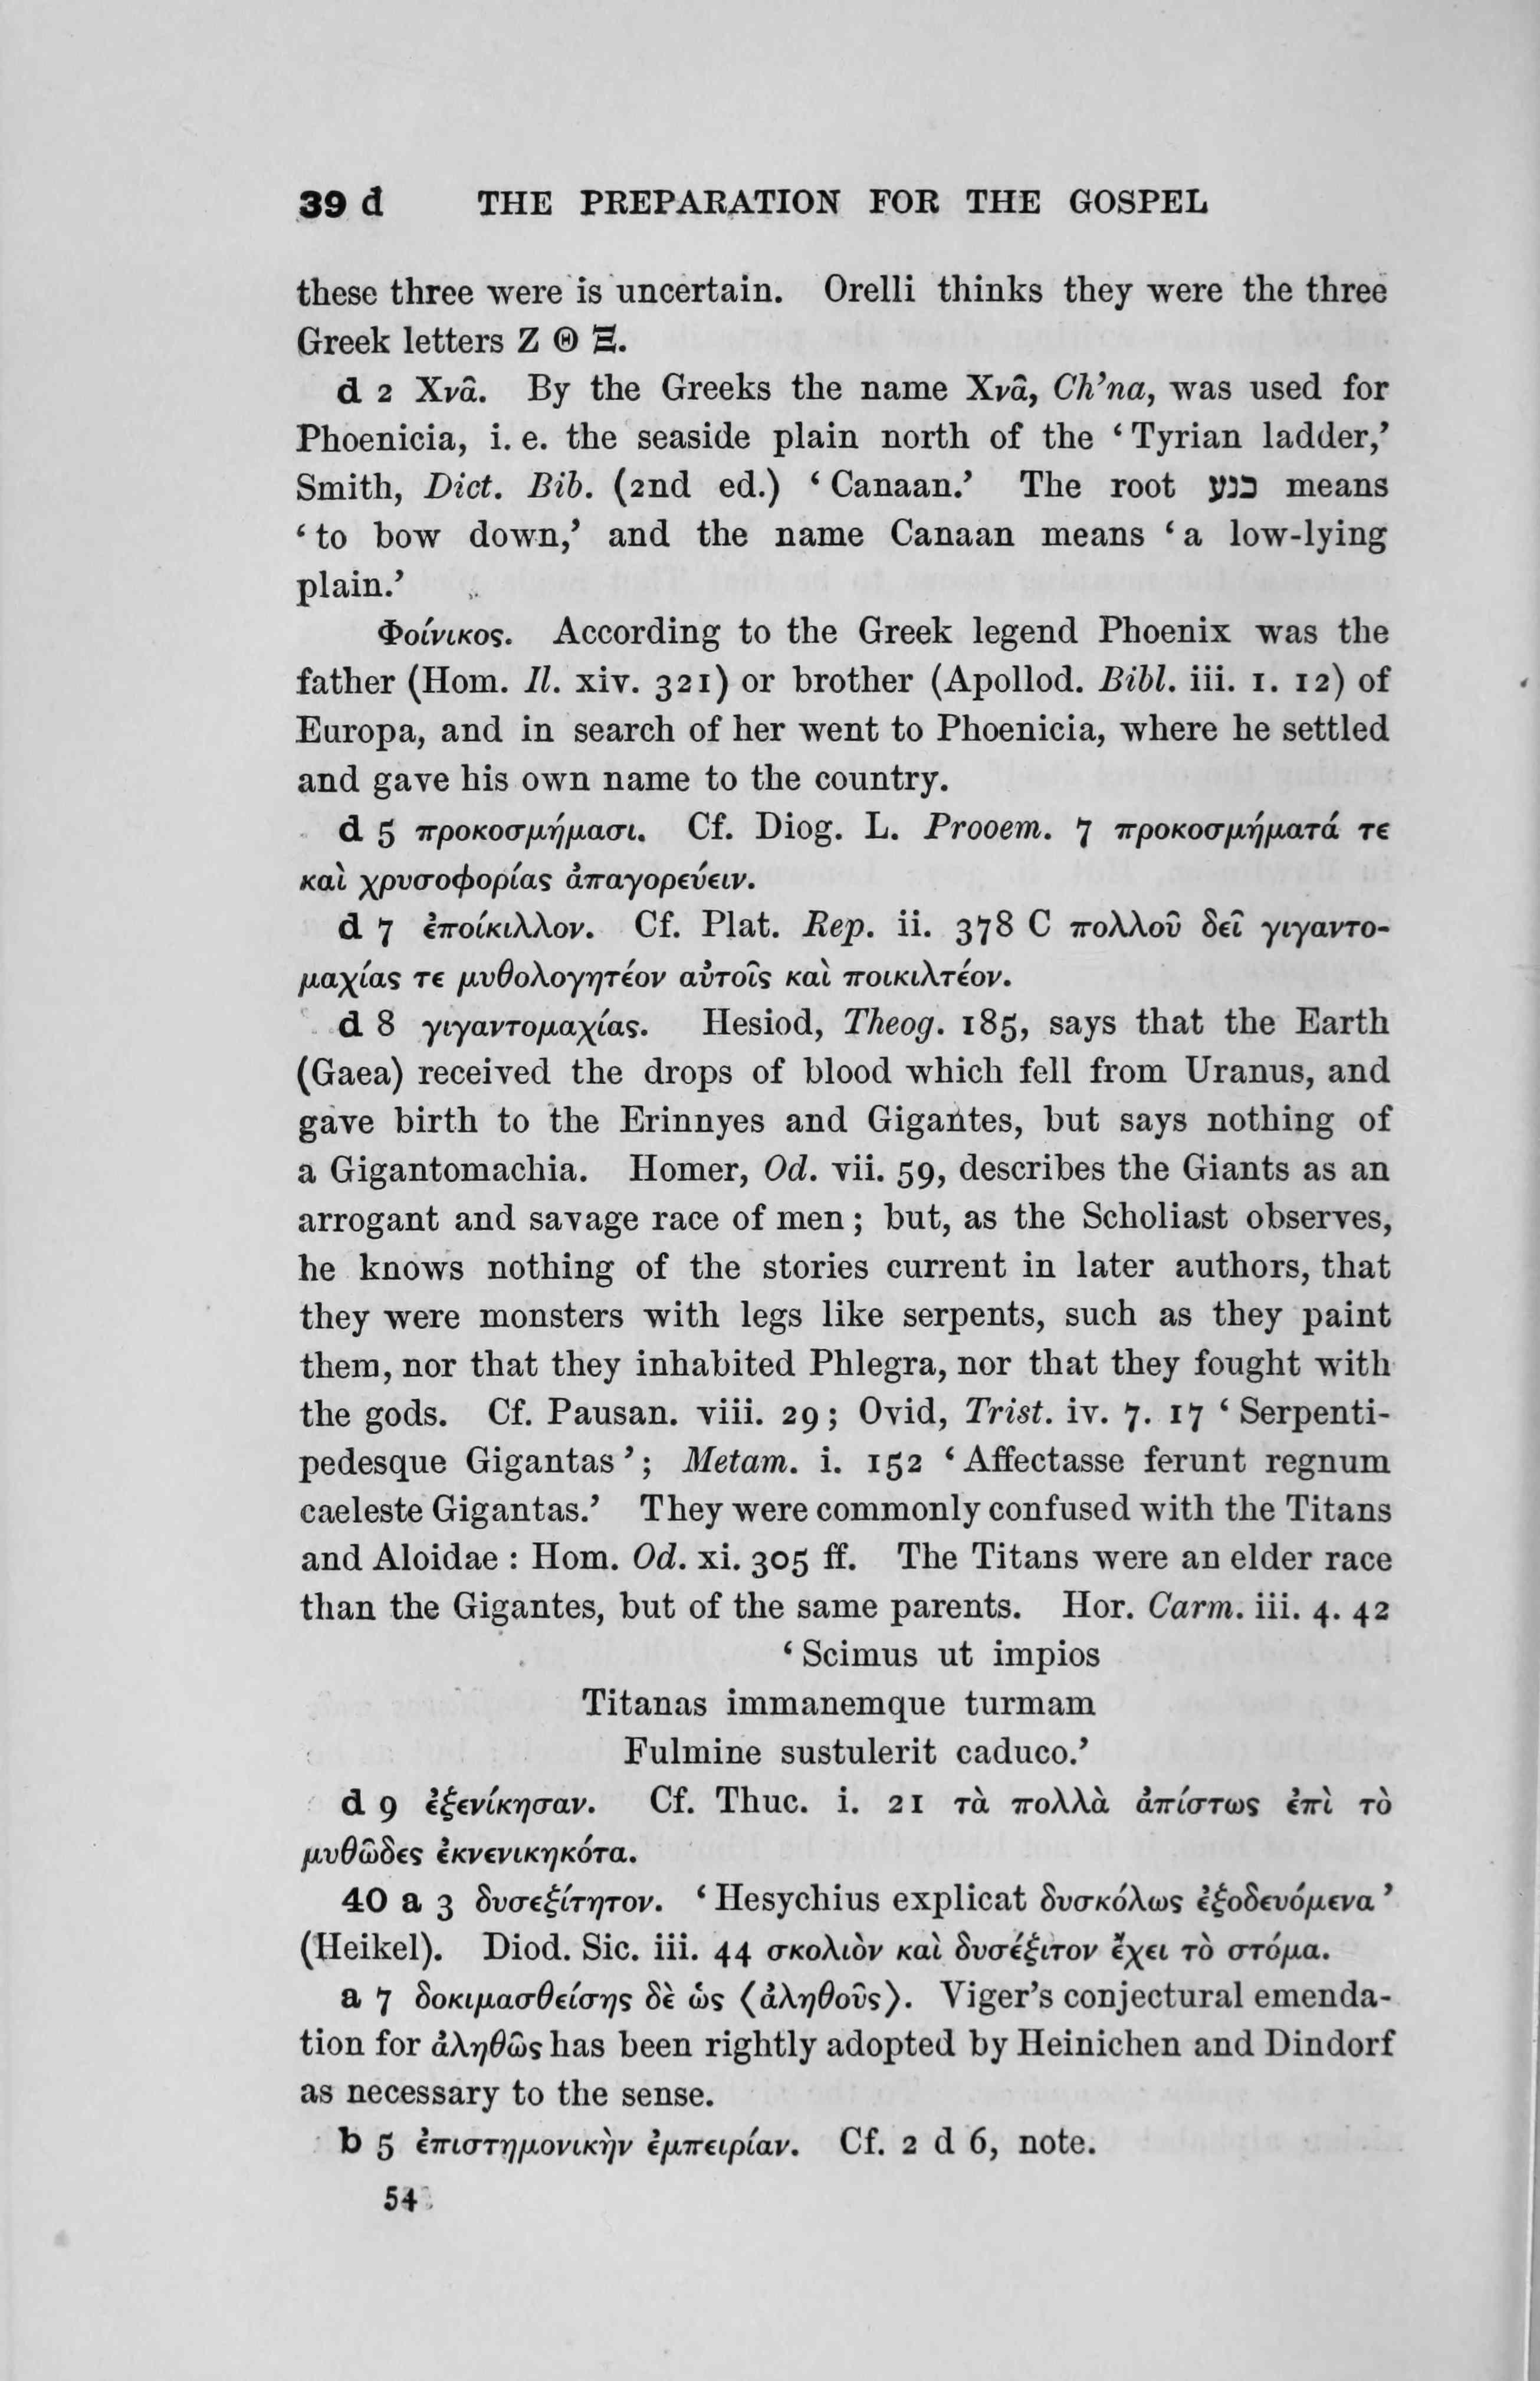 39 d THE PREPARATION FOR THE GOSPEL
these three were is uncertain. Orelli thinks they were the three
Greek letters Z Θ Ξ.
d 2 Χνᾶ. By the Greeks the name Χνᾶ, Ch’na, was used for
Phoenicia, i. e. the seaside plain north of the ‘Tyrian ladder,’
Smith, Dict. Bib. (2nd ed.) ‘Canaan.’ The root כנע means
‘to bow down,’ and the name Canaan means ‘a low-lying
plain.’
Φοίνικος. According to the Greek legend Phoenix was the
father (Hom. Il. xiv. 321) or brother (Apollod. Bibl. iii. 1. 12) of
Europa, and in search of her went to Phoenicia, where he settled
and gave his own name to the country.
d 5 προκοσμήμασι. Cf. Diog. L. Prooem. 7 προκοσμήματά τε
καὶ χρυσοφορίας ἀπαγορεύειν.
d 7 ἐποίκιλλον. Cf. Plat. Rep. ii. 378 C πολλοῦ δεῖ γιγαντο-
μαχίας τε μυθολογητέον αὐτοῖς καὶ ποικιλτέον.
d 8 γιγαντομαχίας. Hesiod, Theog. 185, says that the Earth
(Gaea) received the drops of blood which fell from Uranus, and
gave birth to the Erinnyes and Gigantes, but says nothing of
a Gigantomachia. Homer, Od. vii. 59, describes the Giants as an
arrogant and savage race of men; but, as the Scholiast observes,
he knows nothing of the stories current in later authors, that
they were monsters with legs like serpents, such as they paint
them, nor that they inhabited Phlegra, nor that they fought with
the gods. Cf. Pausan. viii. 29; Ovid, Trist. iv. 7. 17 ‘Serpenti-
pedesque Gigantas’; Metam. i. 152 ‘Affectasse ferunt regnum
caeleste Gigantas.’ They were commonly confused with the Titans
and Aloidae : Hom. Od. xi. 305 ff. The Titans were an elder race
than the Gigantes, but of the same parents. Hor. Carm. iii. 4. 42
‘Scimus ut impios
Titanas immanemque turmam
Fulmine sustulerit caduco.’
d 9 ἐξενίκησαν. Cf. Thuc. i. 21 τὰ πολλὰ ἀπίστως ἐπὶ τὸ
μυθῶδες ἐκνενικηκότα.
40 a 3 δυσεξίτητον. ‘Hesychius explicat δυσκόλως ἐξοδευόμενα’
(Heikel). Diod. Sic. iii. 44 σκολιὸν καὶ δυσέξιτον ἔχει τὸ στόμα.
a 7 δοκιμασθείσης δὲ ὡς ⟨ἀληθοῦς⟩. Viger’s conjectural emenda-
tion for ἀληθῶς has been rightly adopted by Heinichen and Dindorf
as necessary to the sense.
b 5 ἐπιστημονικὴν ἐμπειρίαν. Cf. 2 d 6, note.
54